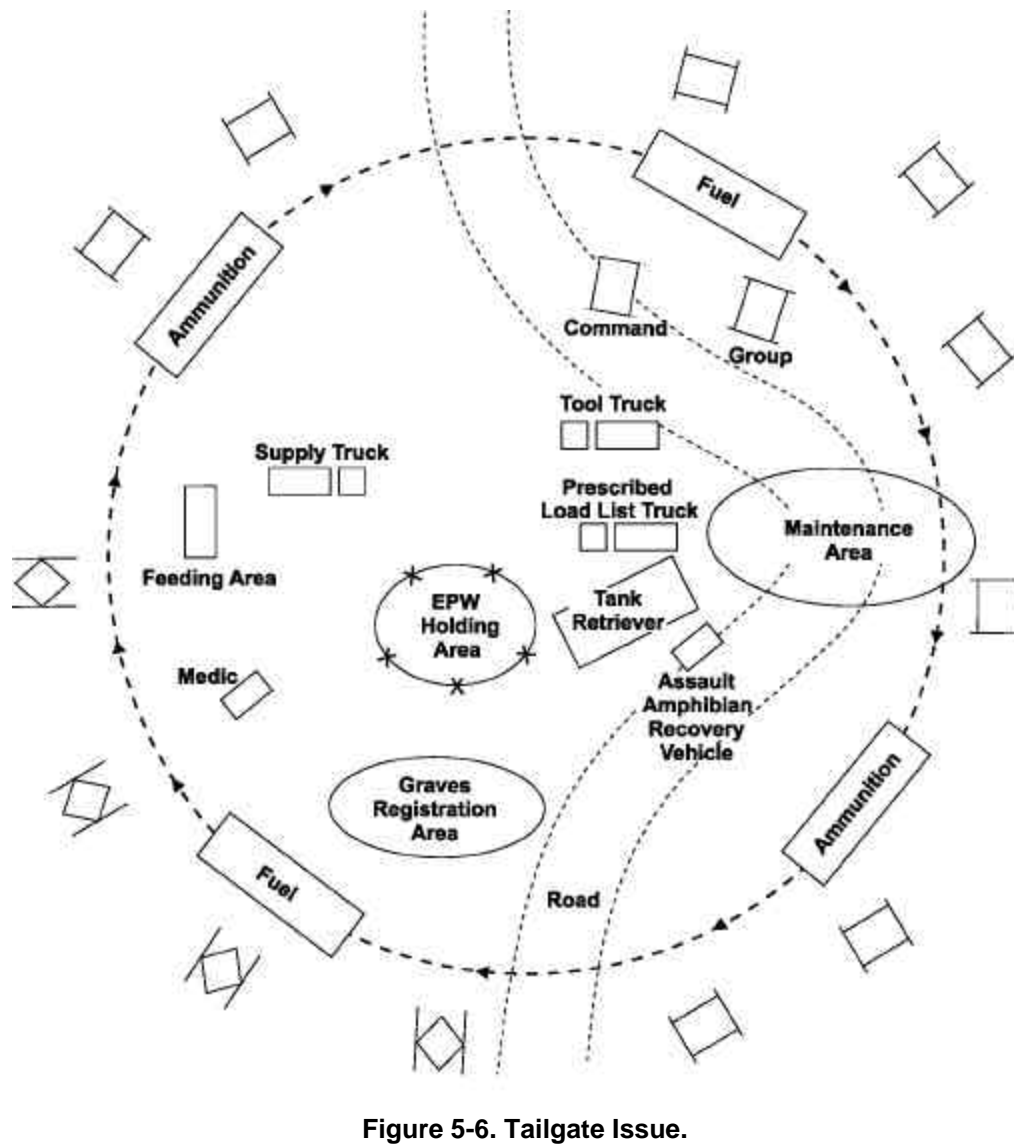 Fuel
Ammunition
Command
Group
Tool Truck
Supply Truck
Prescribed
Load List Truck
Maintenance
Area
Feeding Area
EPW
Holding
Area
Tank
Retriever
Medic
Assault
Amphibian
Recovery
Vehicle
Ammunition
Graves
Registration
Area
Fuel
Road
Figure 5-6. Tailgate Issue.